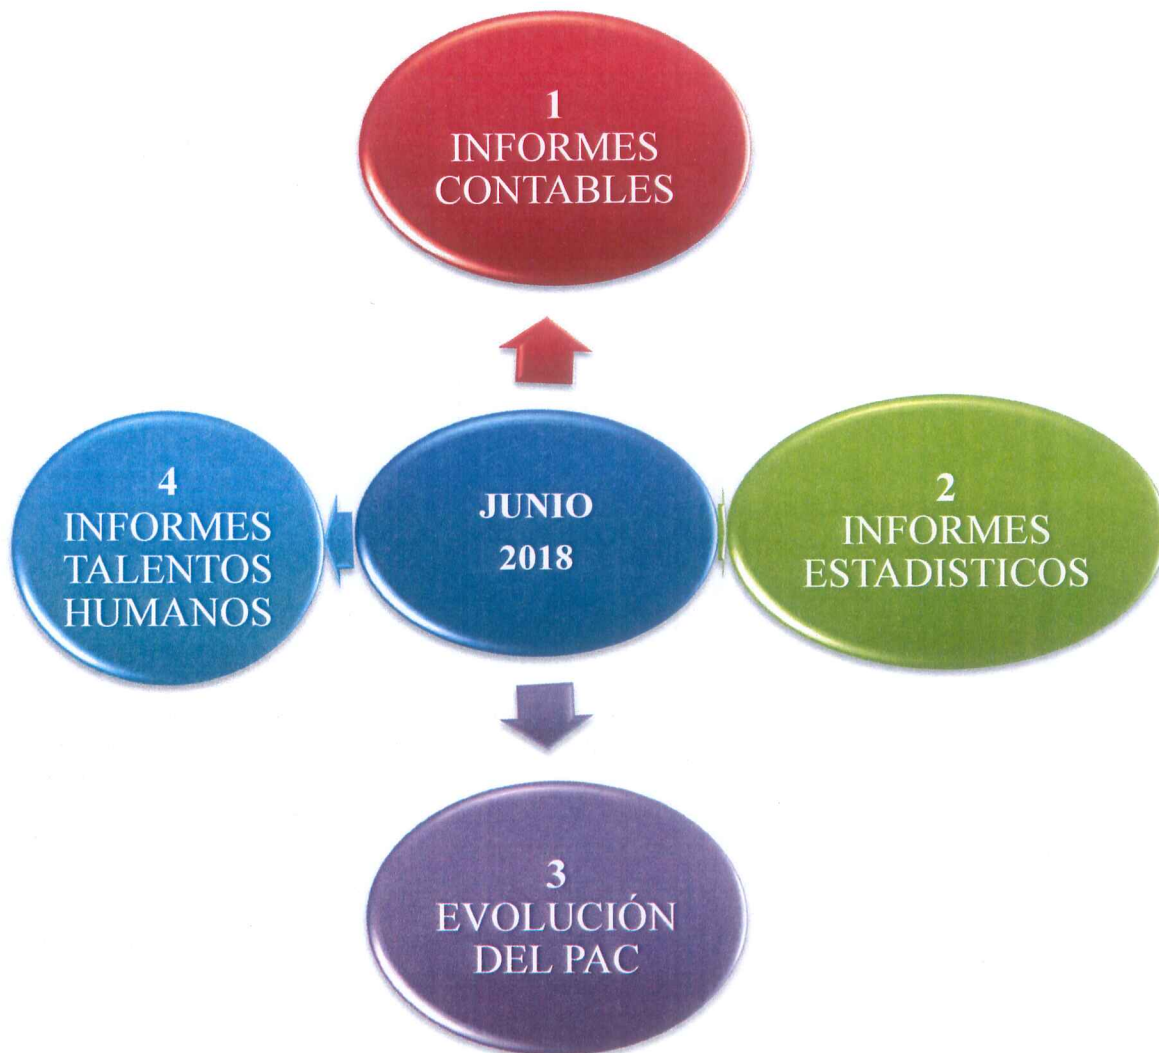 1
INFORMES
CONTABLES
4
INFORMES
TALENTOS
HUMANOS
JUNIO
2018
2
INFORMES
ESTADISTICOS
3
EVOLUCIÓN
DEL PAC